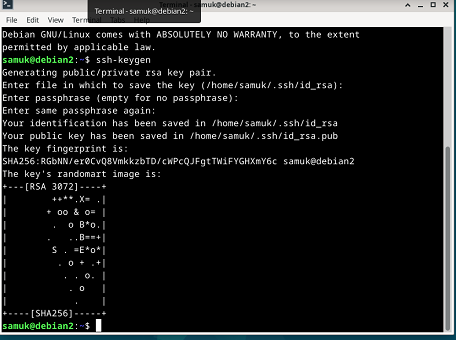 Terminal - samuk@debian2: ~
Terminal - samuk@debian2: ~
File Edit View Terminal Tabs Help
Debian GNU/Linux comes with ABSOLUTELY NO WARRANTY, to the extent
permitted by applicable law.
samuk@debian2:~$ ssh-keygen
Generating public/private rsa key pair.
Enter file in which to save the key (/home/samuk/.ssh/id_rsa):
Enter passphrase (empty for no passphrase):
Enter same passphrase again:
Your identification has been saved in /home/samuk/.ssh/id_rsa
Your public key has been saved in /home/samuk/.ssh/id_rsa.pub
The key fingerprint is:
SHA256:RGbNN/er0CvQ8VmkkzbTD/cWPcQJFgtTWiFYGHXmY6c samuk@debian2
The key's randomart image is:
+---[RSA 3072]----+
|        ++**.X= .|
|       + oo & o= |
|        .  o B*o.|
|       .   ..B==+|
|        S . =E*o*|
|         . o + .+|
|          . . o. |
|           . o   |
|            .    |
+----[SHA256]-----+
samuk@debian2:~$